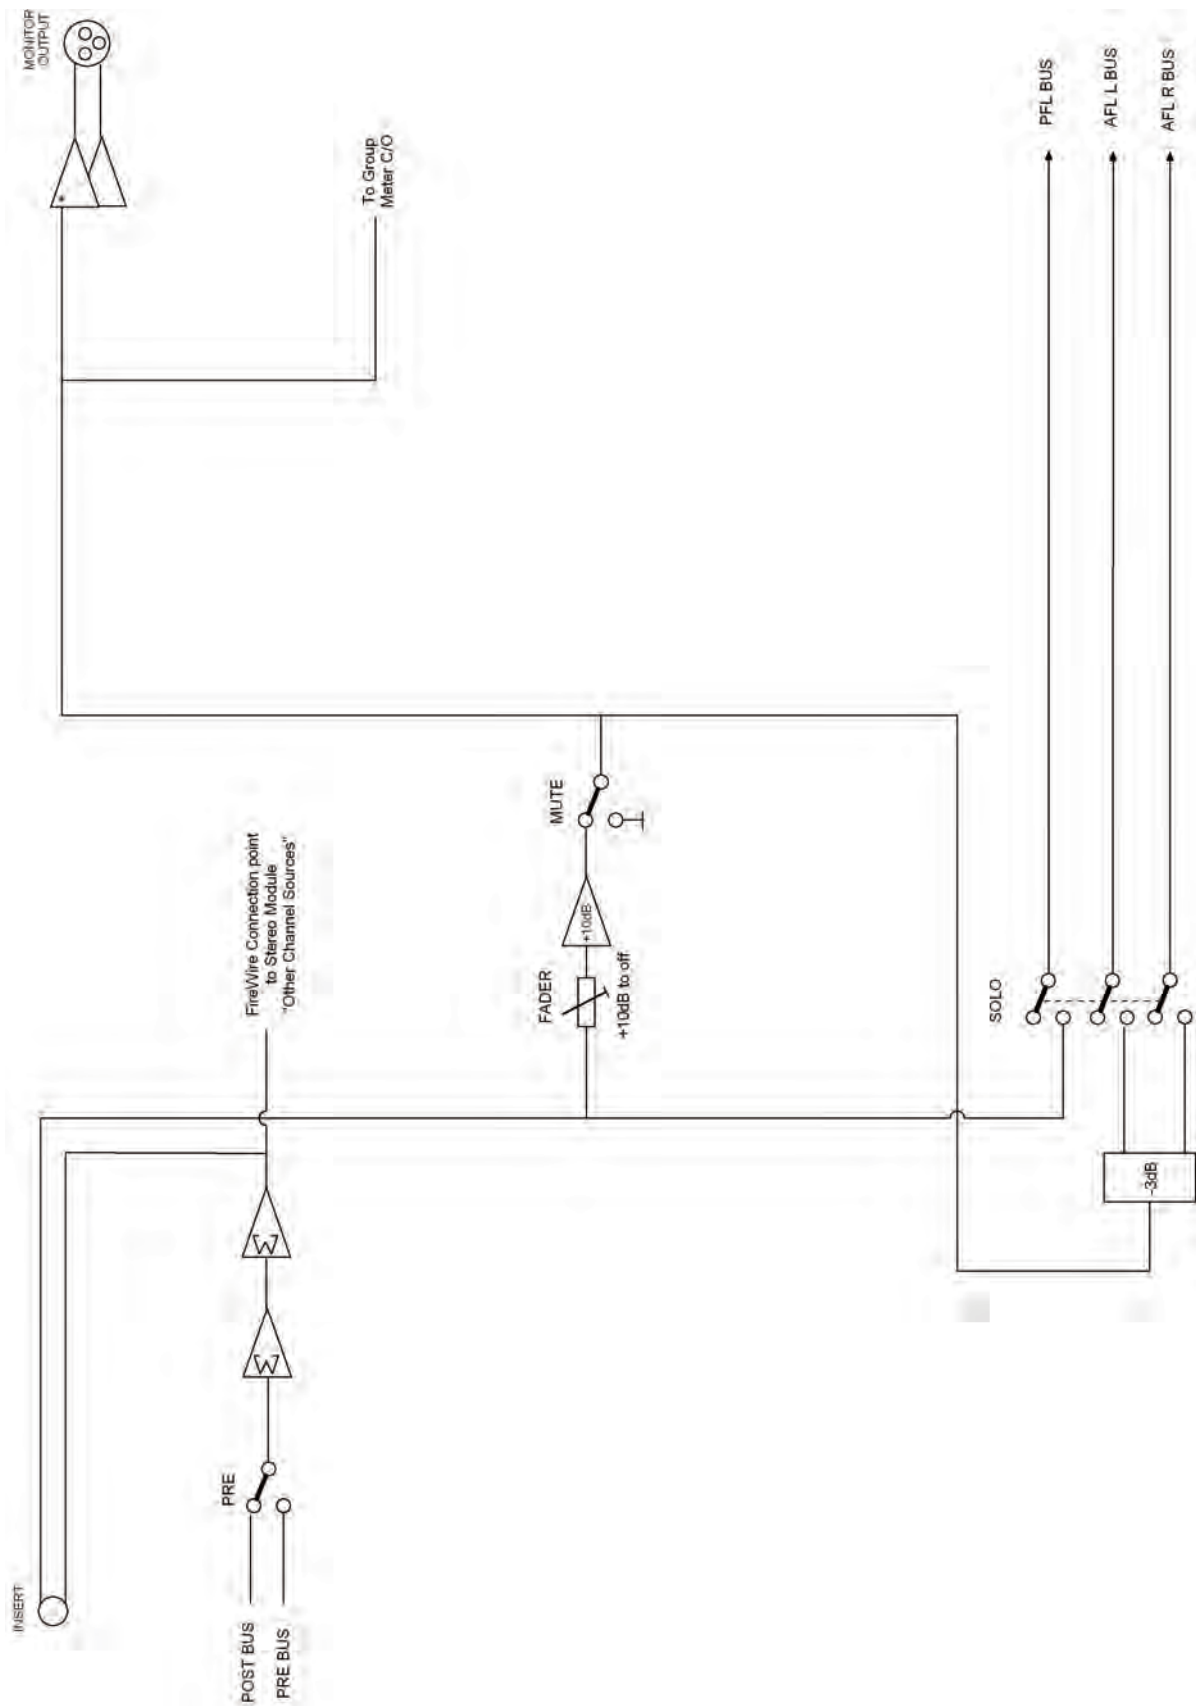 INSERT
POST BUS
PRE BUS
PRE
Σ
Σ
FireWire Connection point
to Stereo Module
"Other Channel Sources"
FADER
+10dB to off
+10dB
MUTE
MONITOR
OUTPUT
To Group
Meter C/O
-3dB
SOLO
PFL BUS
AFL L BUS
AFL R BUS